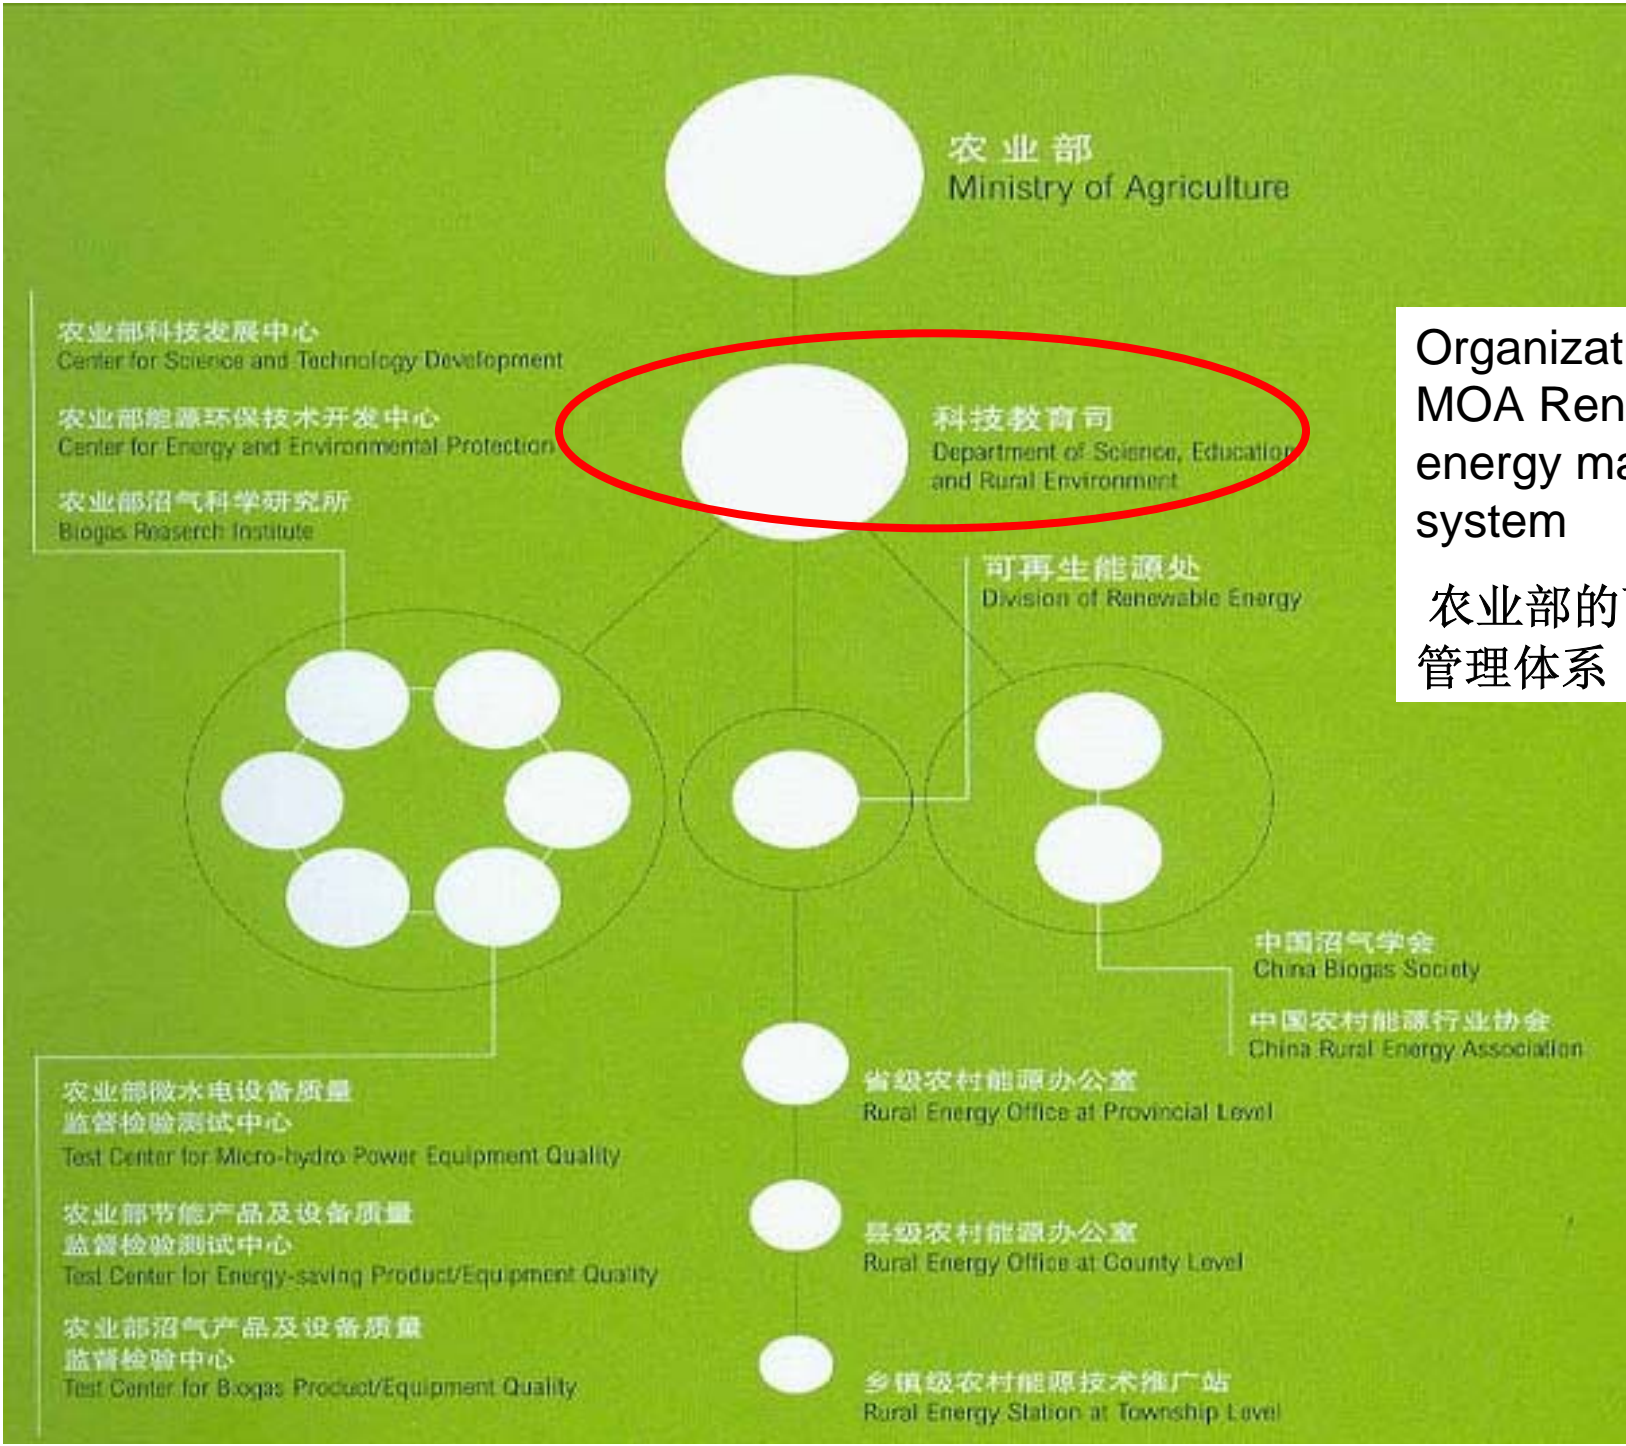 农业部
Ministry of Agriculture
农业部科技发展中心
Center for Science and Technology Development
农业部能源环保技术开发中心
Center for Energy and Environmental Protection
农业部沼气科学研究所
Biogas Reaserch Institute
科技教育司
Department of Science, Education
and Rural Environment
Organizat
MOA Ren
energy ma
system
农业部的
管理体系
可再生能源处
Division of Renewable Energy
中国沼气学会
China Biogas Society
中国农村能源行业协会
China Rural Energy Association
农业部微水电设备质量
监督检验测试中心
Test Center for Micro-hydro Power Equipment Quality
农业部节能产品及设备质量
监督检验测试中心
Test Center for Energy-saving Product/Equipment Quality
农业部沼气产品及设备质量
监督检验中心
Test Center for Biogas Product/Equipment Quality
省级农村能源办公室
Rural Energy Office at Provincial Level
县级农村能源办公室
Rural Energy Office at County Level
乡镇级农村能源技术推广站
Rural Energy Station at Township Level